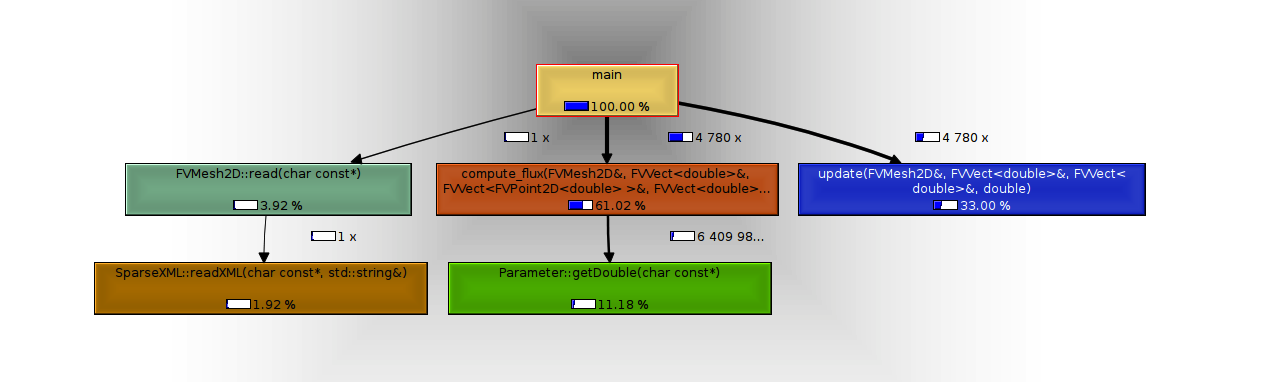 main
100.00 %
1 x
4 780 x
4 780 x
FVMesh2D::read(char const*)
3.92 %
compute_flux(FVMesh2D&, FVVect<double>&,
FVVect<FVPoint2D<double> >&, FVVect<double>...
61.02 %
update(FVMesh2D&, FVVect<double>&, FVVect<
double>&, double)
33.00 %
1 x
6 409 98...
SparseXML::readXML(char const*, std::string&)
1.92 %
Parameter::getDouble(char const*)
11.18 %